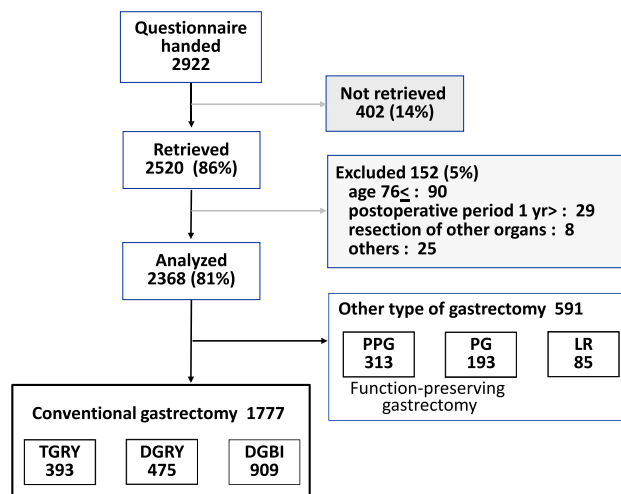 Questionnaire
handed
2922
Not retrieved
402 (14%)
Retrieved
2520 (86%)
Excluded 152 (5%)
age 76≤ : 90
postoperative period 1 yr> : 29
resection of other organs : 8
others : 25
Analyzed
2368 (81%)
Other type of gastrectomy 591
PPG
313
PG
193
LR
85
Function-preserving
gastrectomy
Conventional gastrectomy 1777
TGRY
393
DGRY
475
DGBI
909